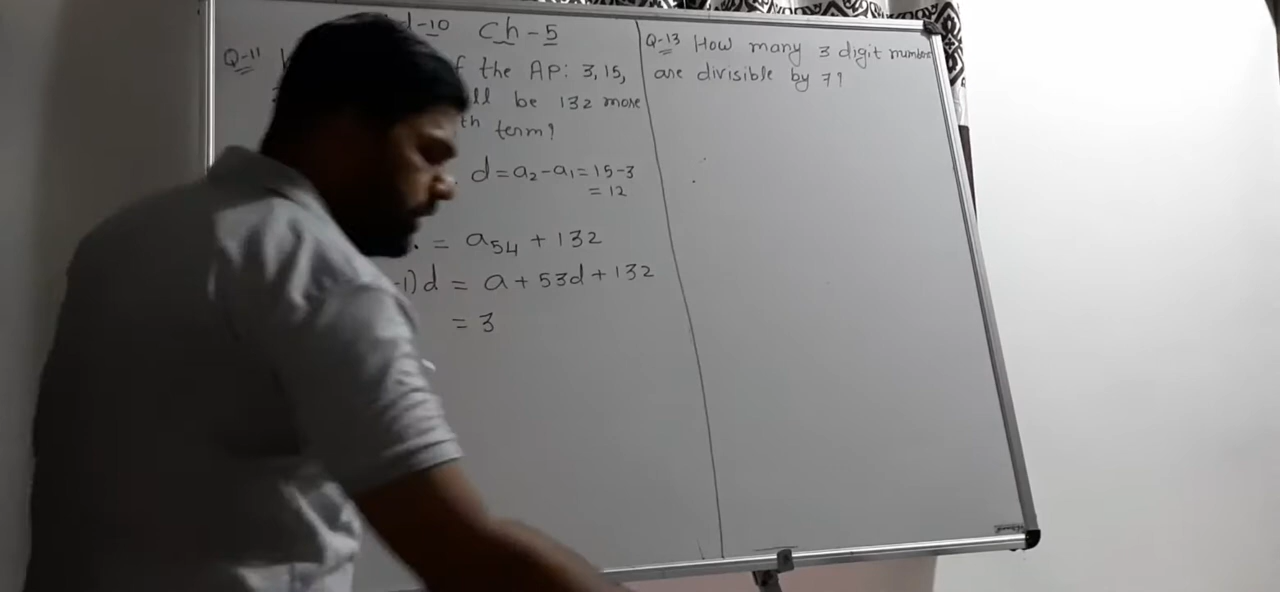 d-10 Ch-5
Q-11
the AP: 3, 15,
ll be 132 more
th term?
d = a₂ - a₁ = 15-3
= 12
= a₅₄ + 132
-1)d = a + 53d + 132
= 3
Q-13 How many 3 digit numbers
are divisible by 7?